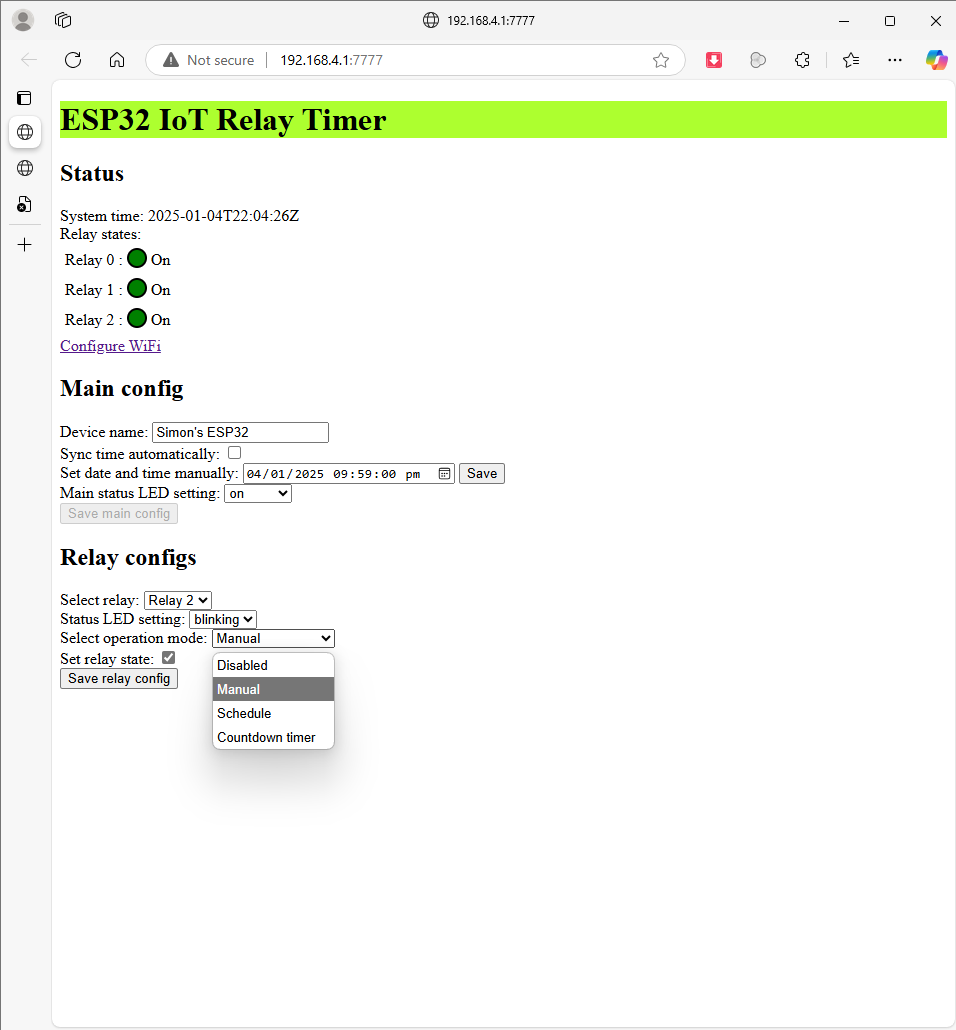 192.168.4.1:7777
Not secure 192.168.4.1:7777
ESP32 IoT Relay Timer
Status
System time: 2025-01-04T22:04:26Z
Relay states:
Relay 0 : On
Relay 1 : On
Relay 2 : On
Configure WiFi
Main config
Device name: Simon's ESP32
Sync time automatically:
Set date and time manually: 04/01/2025 09:59:00 pm Save
Main status LED setting: on
Save main config
Relay configs
Select relay: Relay 2
Status LED setting: blinking
Select operation mode: Manual
Set relay state:
Save relay config
Disabled
Manual
Schedule
Countdown timer